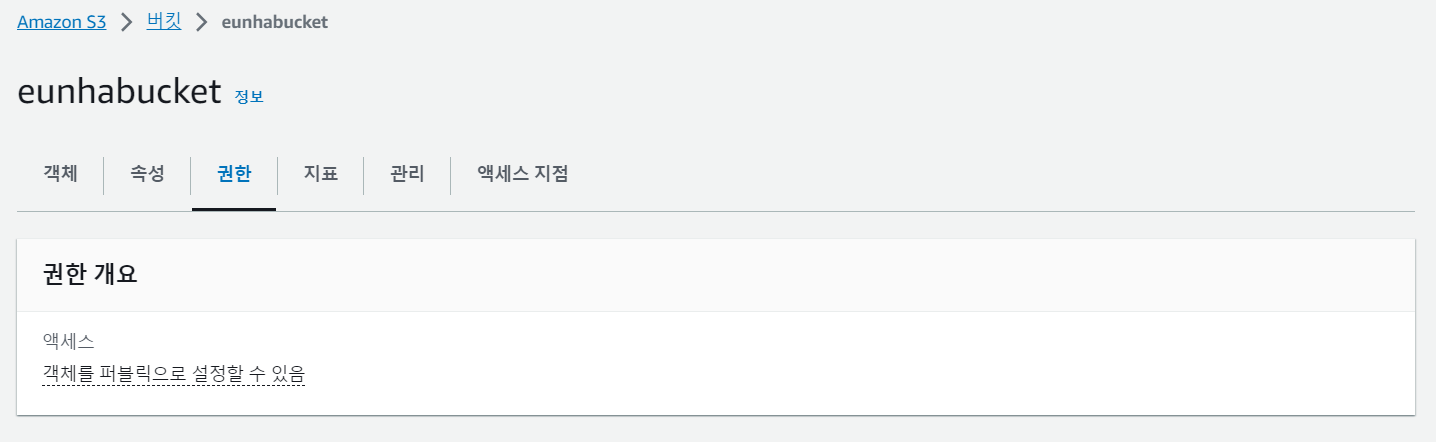 Amazon S3 > 버킷 > eunhabucket
eunhabucket 정보
객체 속성 권한 지표 관리 액세스 지점
권한 개요
액세스
객체를 퍼블릭으로 설정할 수 있음